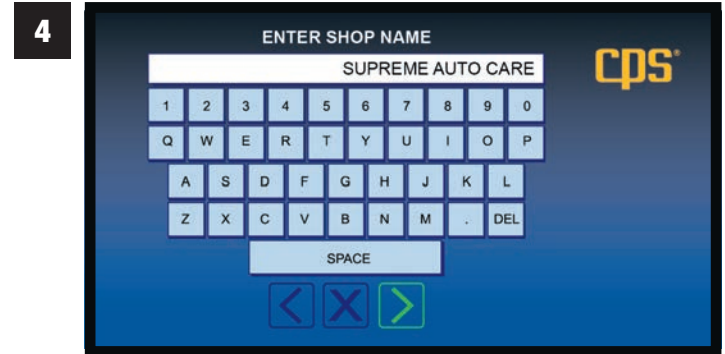 4
ENTER SHOP NAME
cps®
SUPREME AUTO CARE
1 2 3 4 5 6 7 8 9 0
Q W E R T Y U I O P
A S D F G H J K L
Z X C V B N M . DEL
SPACE
< X >